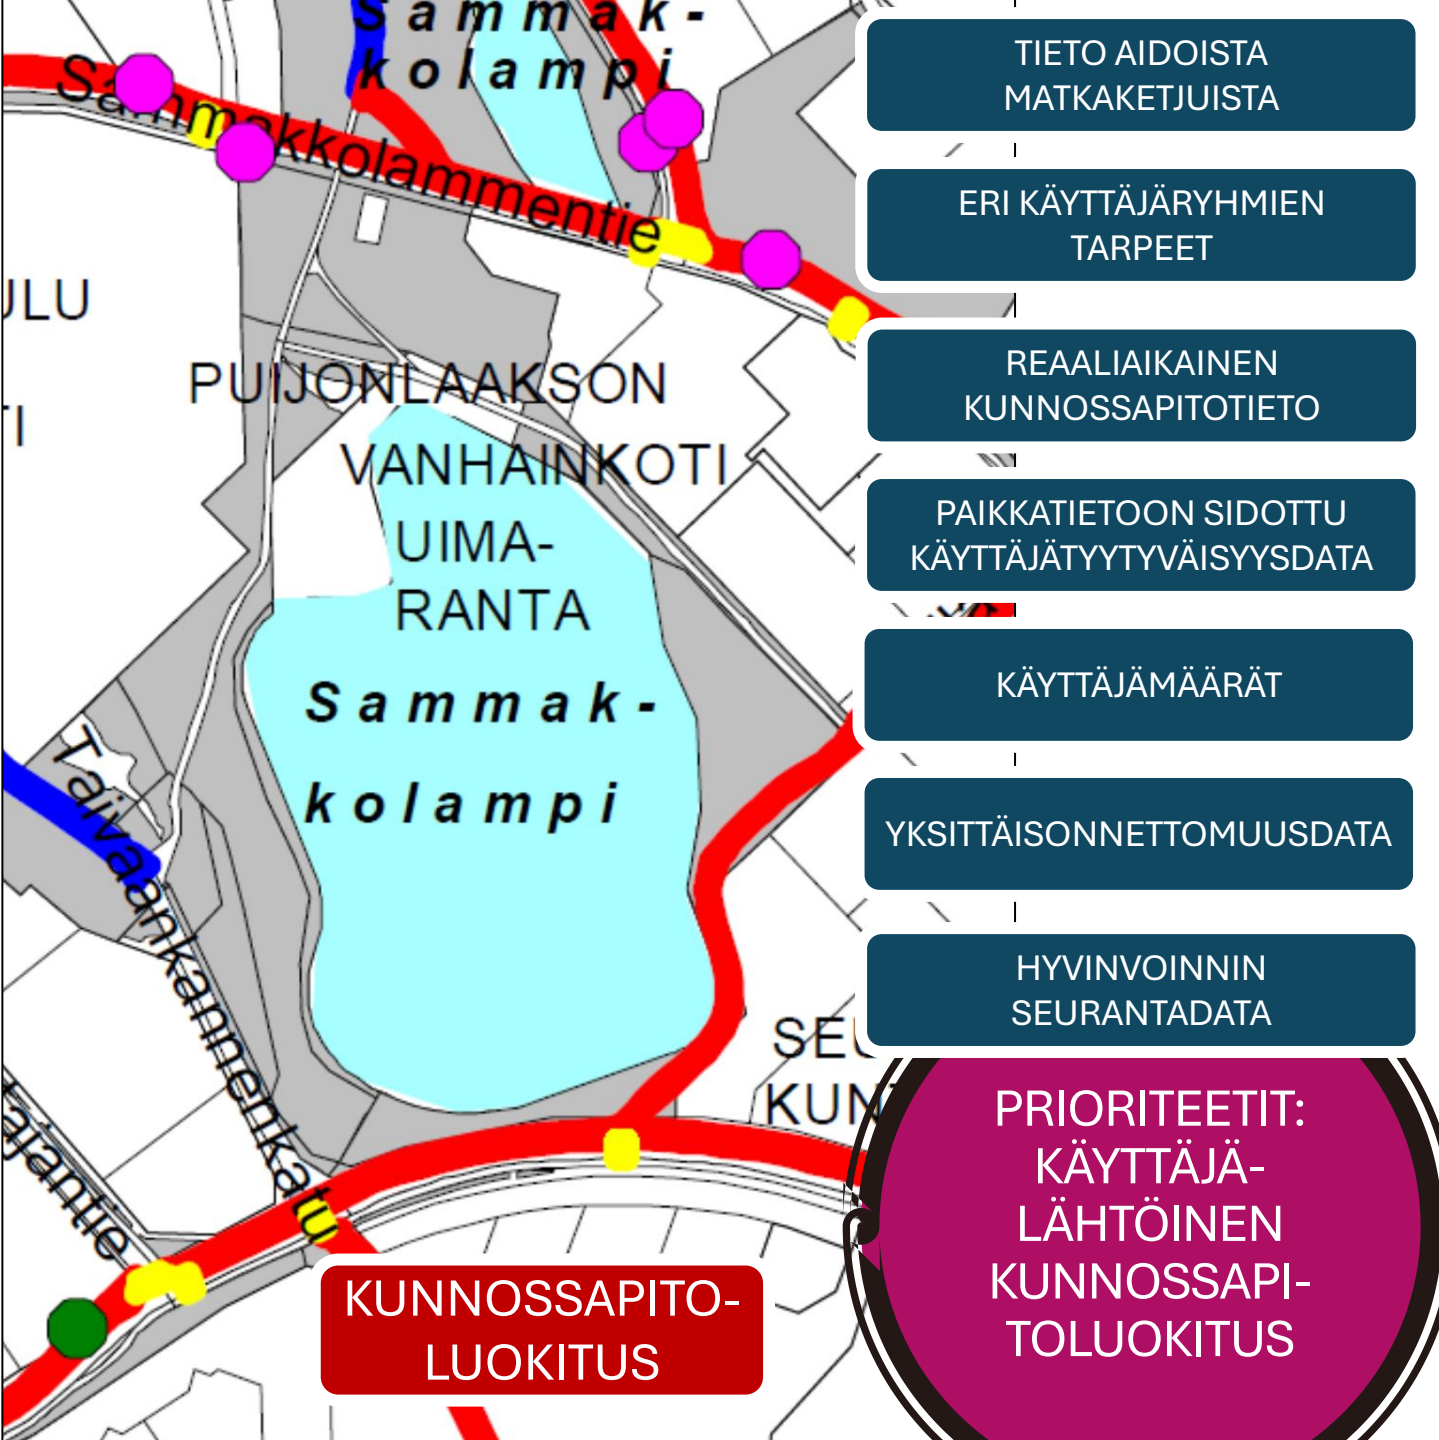 Sammak-
kolampi
Sammakkolammentie
PUIJONLAAKSON
VANHAINKOTI
UIMA-
RANTA
Sammak-
kolampi
Taivaankannenkatu
KUNNOSSAPITO-
LUOKITUS
TIETO AIDOISTA
MATKAKETJUISTA
ERI KÄYTTÄJÄRYHMIEN
TARPEET
REAALIAIKAINEN
KUNNOSSAPITOTIETO
PAIKKATIETOON SIDOTTU
KÄYTTÄJÄTYYTYVÄISYYSDATA
KÄYTTÄJÄMÄÄRÄT
YKSITTÄISONNETTOMUUSDATA
HYVINVOINNIN
SEURANTADATA
PRIORITEETIT:
KÄYTTÄJÄ-
LÄHTÖINEN
KUNNOSSAPI-
TOLUOKITUS